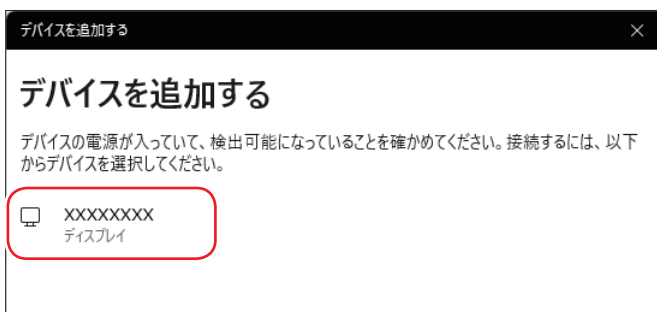 デバイスを追加する
デバイスを追加する
デバイスの電源が入っていて、検出可能になっていることを確かめてください。接続するには、以下
からデバイスを選択してください。
XXXXXXXX
ディスプレイ